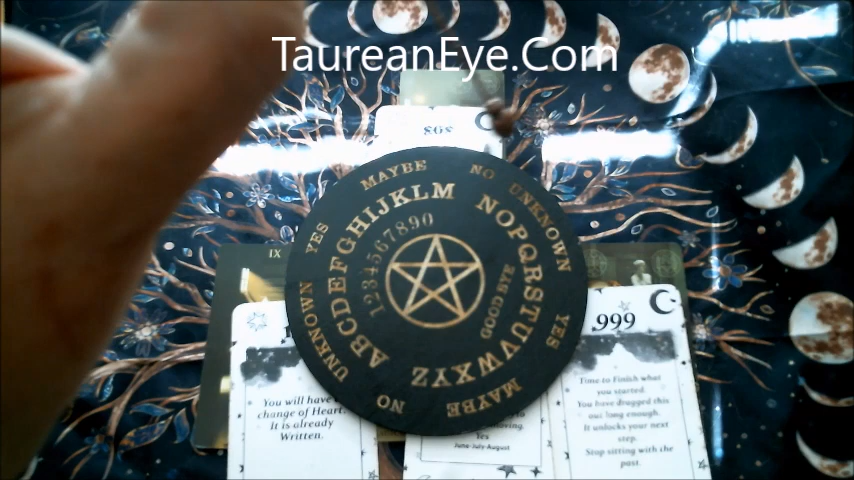 TaureanEye.Com
808
MAYBE NO UNKNOWN YES MAYBE NO UNKNOWN YES
ABCDEFGHIJKLM NOPQRSTUVWXYZ
1234567890
GOOD BYE
IX
999
You will have
change of Heart.
It is already
Written.
Yes
June-July-August
Time to Finish what
you started.
You have dragged this
out long enough.
It unlocks your next
step.
Stop sitting with the
past.